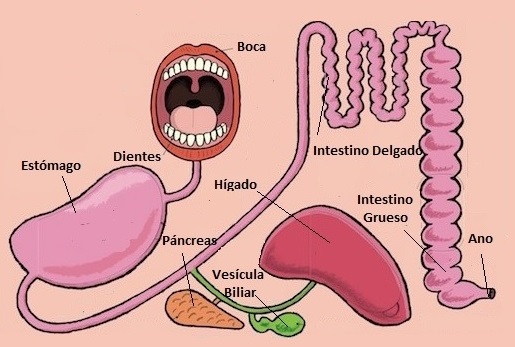 Boca
Dientes
Estómago
Intestino Delgado
Hígado
Intestino
Grueso
Páncreas
Ano
Vesícula
Biliar